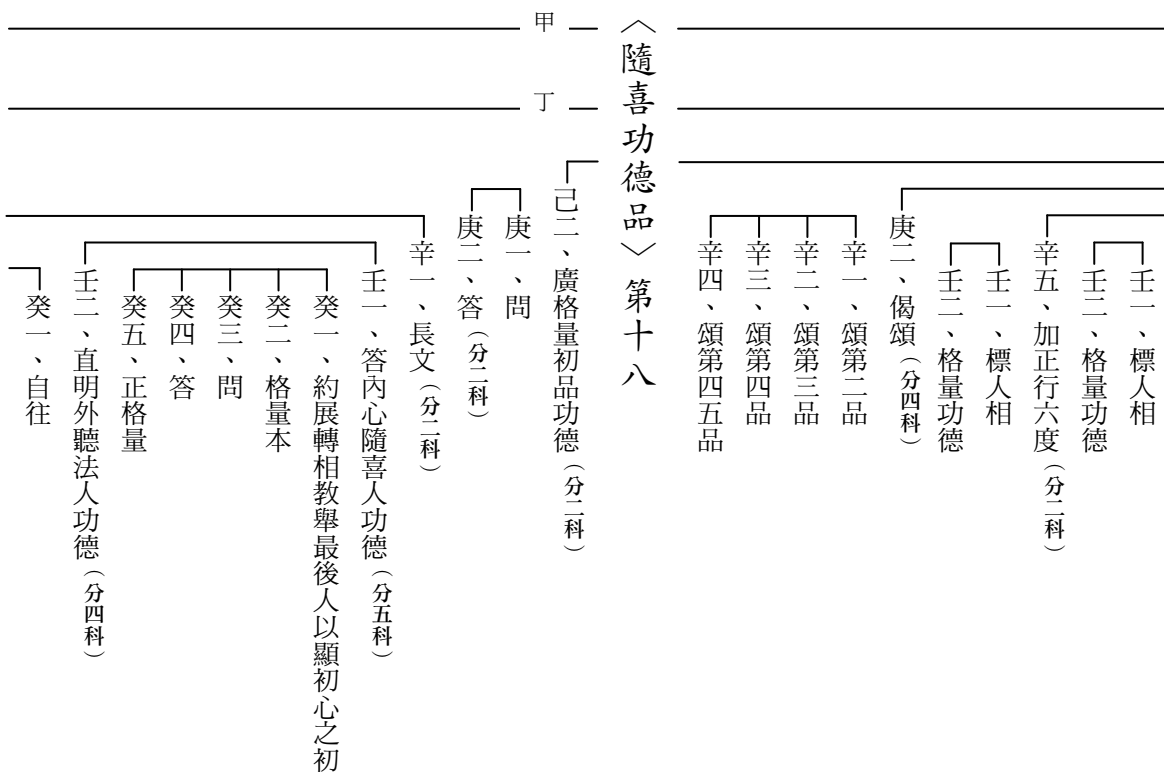 壬一、標人相
壬二、格量功德
辛五、加正行六度（分二科）
壬一、標人相
壬二、格量功德
庚二、偈頌（分四科）
辛一、頌第二品
辛二、頌第三品
辛三、頌第四品
辛四、頌第四五品
〈隨喜功德品〉第十八
甲
丁
己二、廣格量初品功德（分二科）
庚一、問
庚二、答（分二科）
辛一、長文（分二科）
壬一、答內心隨喜人功德（分五科）
癸一、約展轉相教舉最後人以顯初心之初
癸二、格量本
癸三、問
癸四、答
癸五、正格量
壬二、直明外聽法人功德（分四科）
癸一、自往